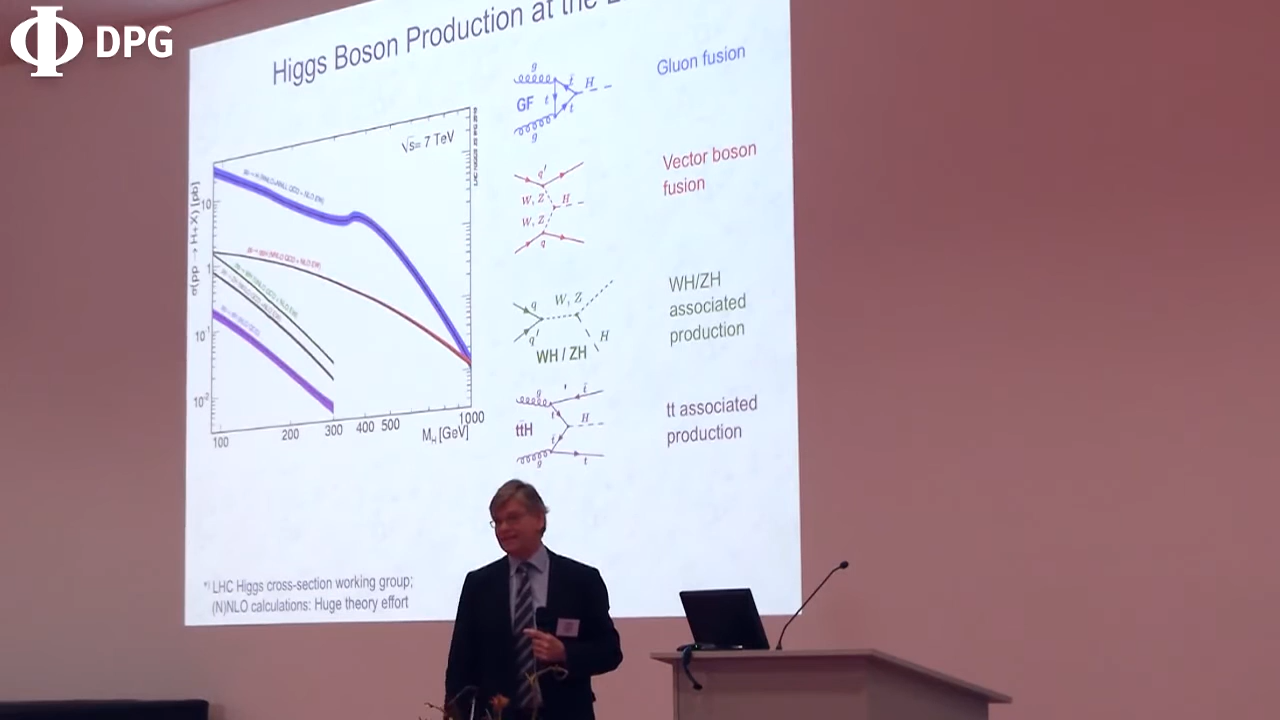 DPG
Higgs Boson Production at the
√s= 7 TeV
σ(pp → H+X) [pb]
10
1
10⁻¹
10⁻²
100
200
300
400
500
1000
M_H [GeV]
g
GF
t
t̄
t
H
g
Gluon fusion
q'
W, Z
H
W, Z
q
Vector boson
fusion
q
W, Z
q'
H
WH / ZH
WH/ZH
associated
production
g
t̄
H
tt̄H
g
t
tt associated
production
*) LHC Higgs cross-section working group;
(N)NLO calculations: Huge theory effort